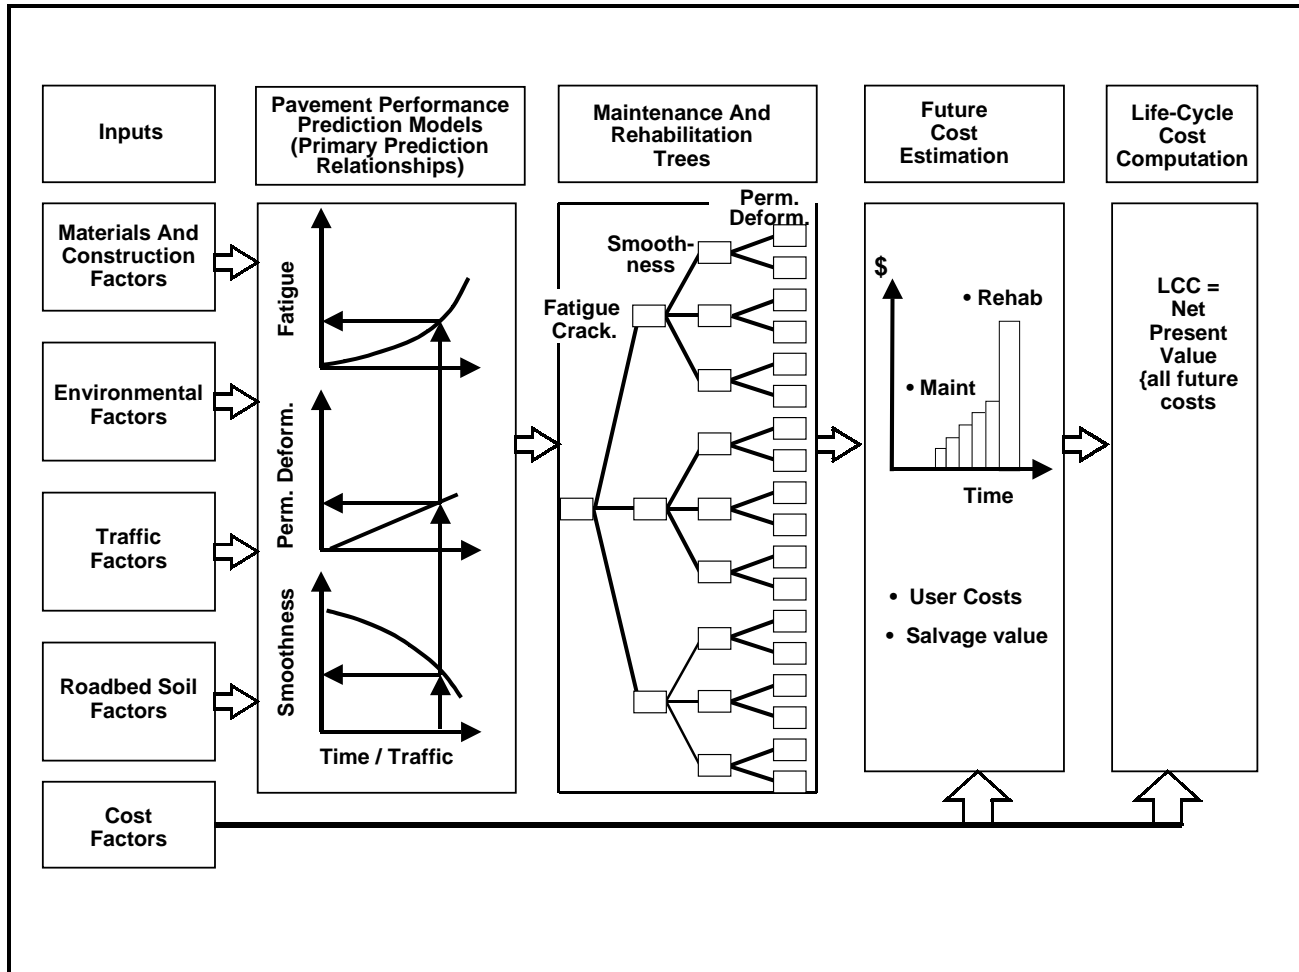 Inputs
Pavement Performance
Prediction Models
(Primary Prediction
Relationships)
Maintenance And
Rehabilitation
Trees
Future
Cost
Estimation
Life-Cycle
Cost
Computation
Materials And
Construction
Factors
Environmental
Factors
Traffic
Factors
Roadbed Soil
Factors
Cost
Factors
Fatigue
Perm. Deform.
Smoothness
Time / Traffic
Fatigue
Crack.
Smooth-
ness
Perm.
Deform.
$
• Rehab
• Maint
Time
• User Costs
• Salvage value
LCC =
Net
Present
Value
{all future
costs